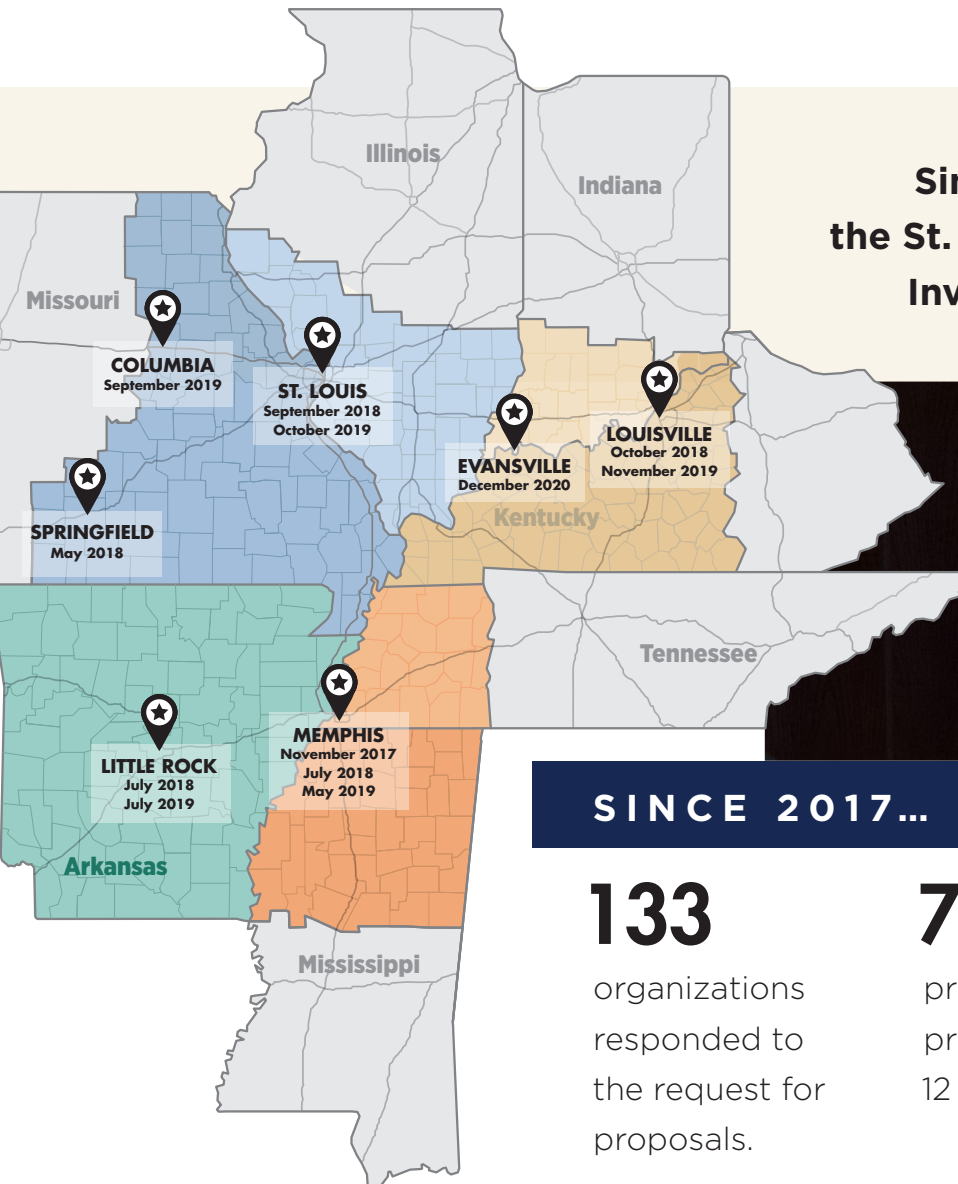 Illinois
Indiana
Sin
the St.
Inv
Missouri
COLUMBIA
September 2019
ST. LOUIS
September 2018
October 2019
LOUISVILLE
October 2018
November 2019
EVANSVILLE
December 2020
Kentucky
SPRINGFIELD
May 2018
Tennessee
MEMPHIS
November 2017
July 2018
May 2019
LITTLE ROCK
July 2018
July 2019
Arkansas
Mississippi
SINCE 2017...
133
organizations
responded to
the request for
proposals.
7
pr
pr
12